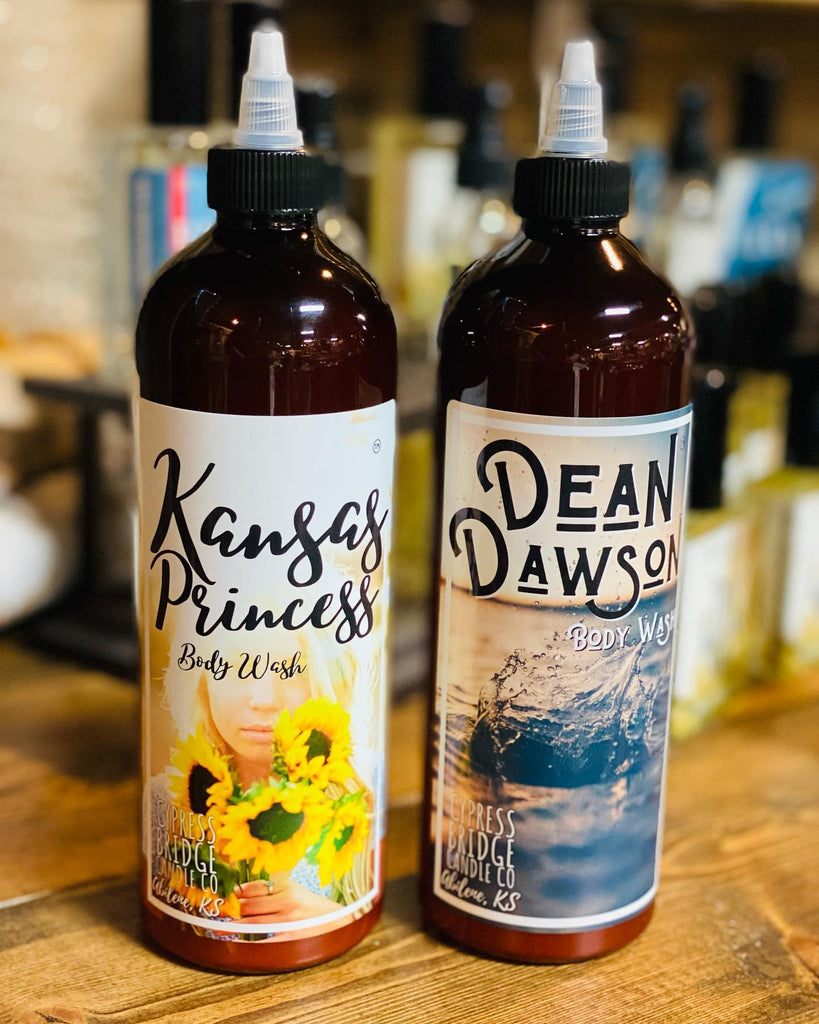 Kansas
Princess
Body Wash
CYPRESS
BRIDGE
CANDLE CO
Abilene, KS
TM
DEAN
DAWSON
BODY WASH
CYPRESS
BRIDGE
CANDLE CO
Abilene, KS